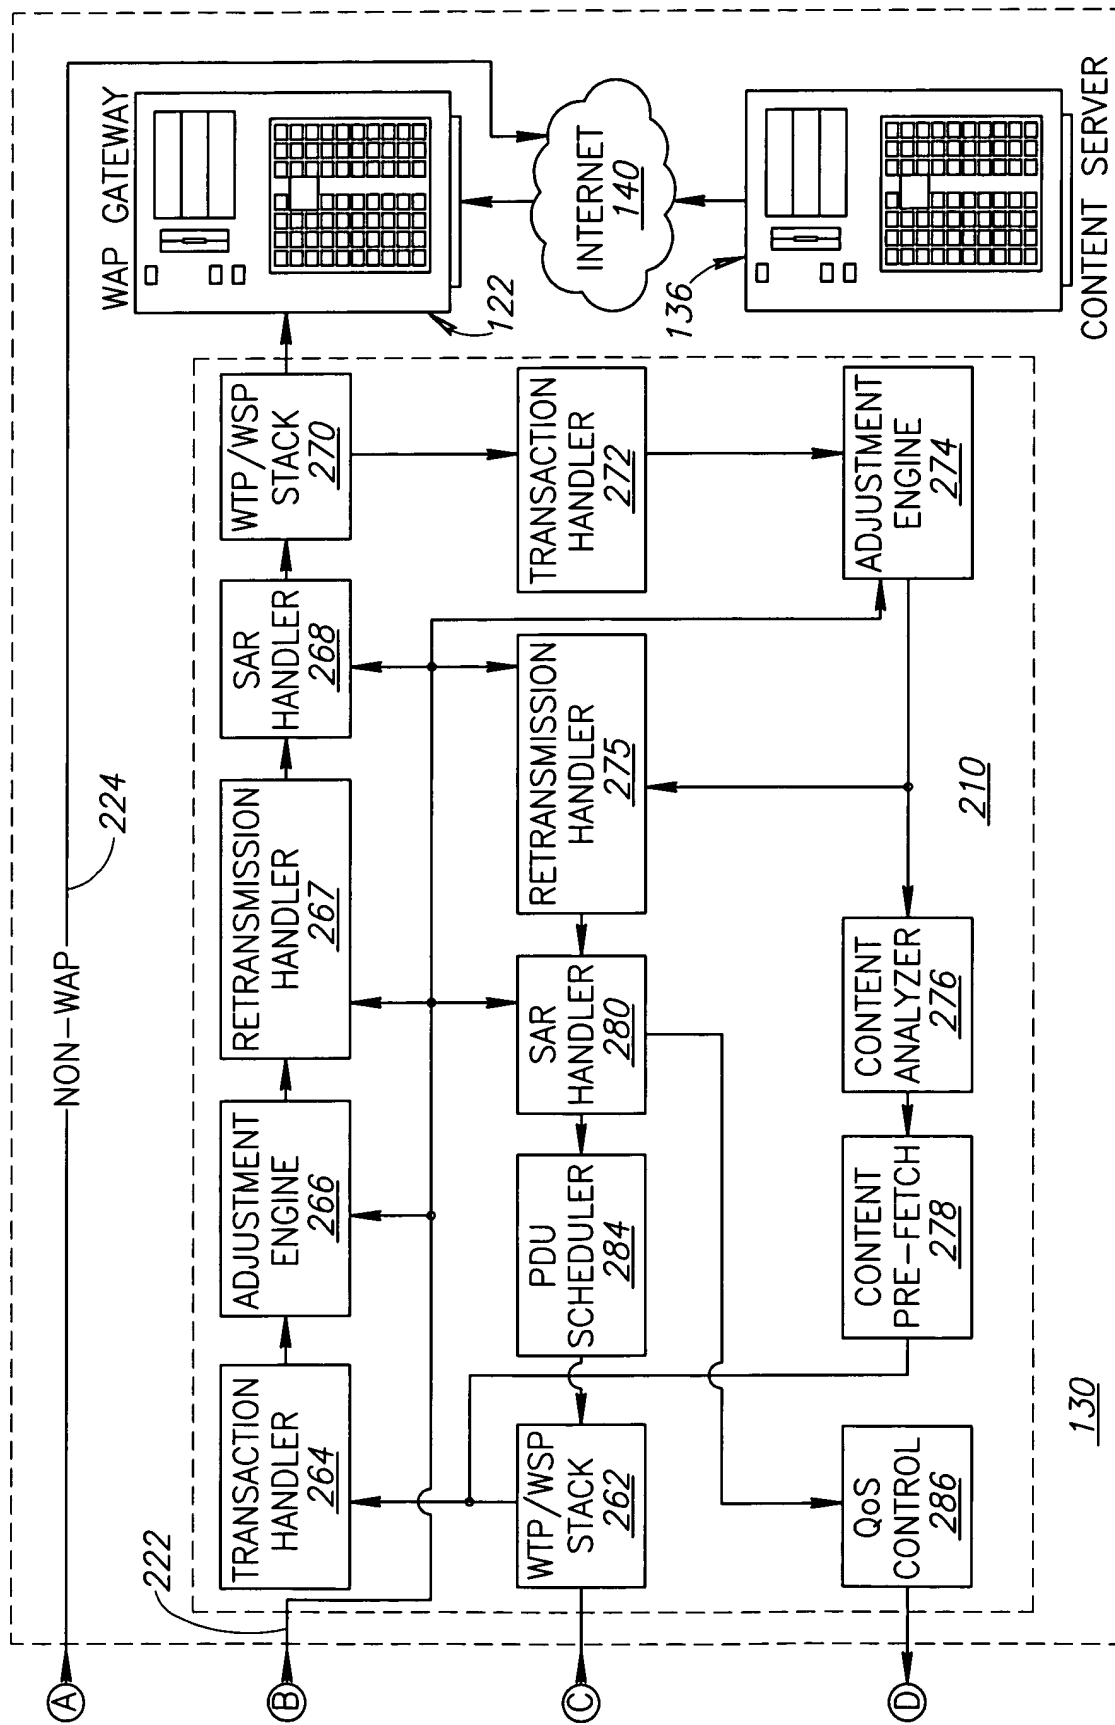 A
NON-WAP
224
WAP GATEWAY
122
B
222
TRANSACTION
HANDLER
264
ADJUSTMENT
ENGINE
266
RETRANSMISSION
HANDLER
267
SAR
HANDLER
268
WTP/WSP
STACK
270
INTERNET
140
C
WTP/WSP
STACK
262
PDU
SCHEDULER
284
SAR
HANDLER
280
RETRANSMISSION
HANDLER
275
TRANSACTION
HANDLER
272
136
CONTENT SERVER
D
QoS
CONTROL
286
CONTENT
PRE-FETCH
278
CONTENT
ANALYZER
276
ADJUSTMENT
ENGINE
274
210
130